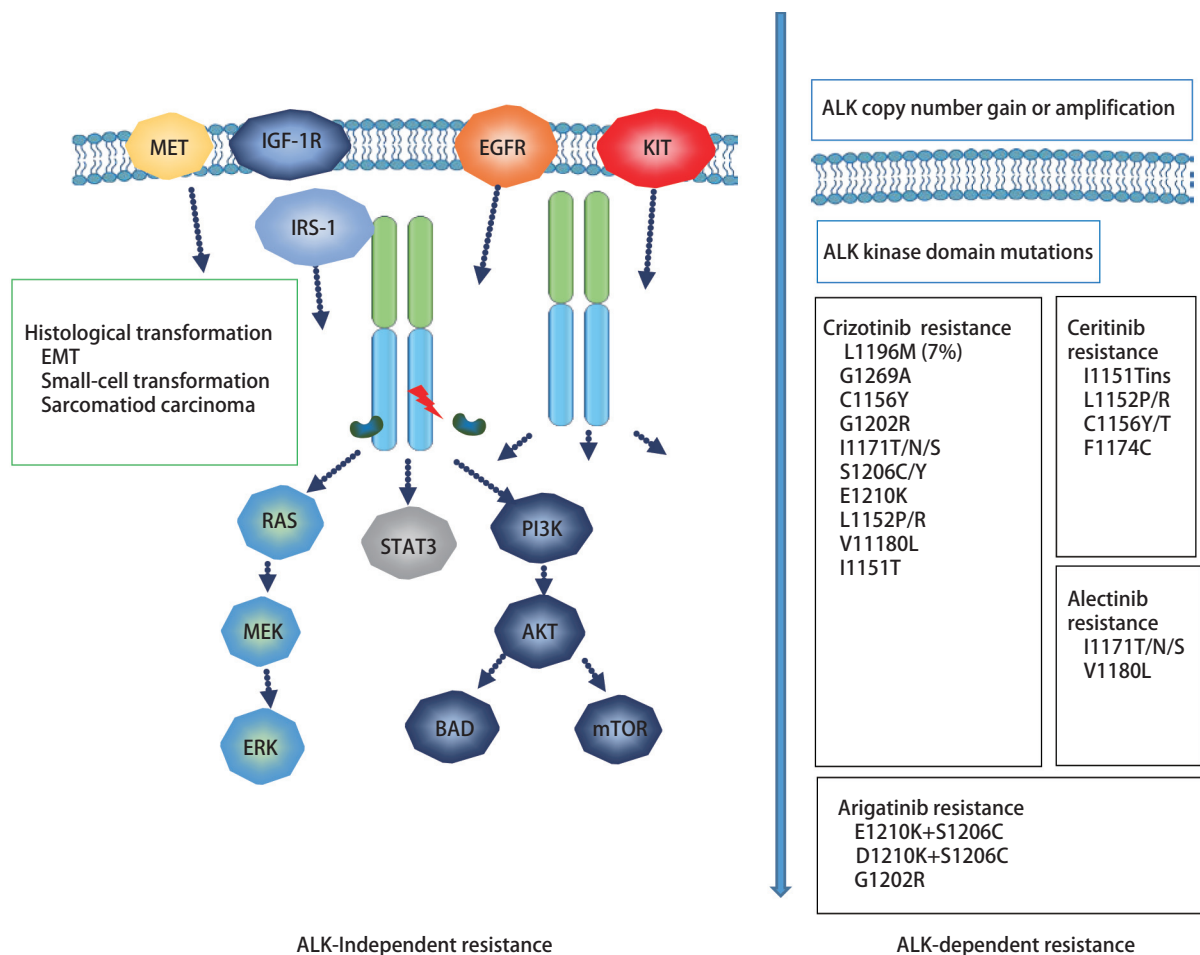 MET
IGF-1R
EGFR
KIT
IRS-1
Histological transformation
EMT
Small-cell transformation
Sarcomatiod carcinoma
RAS
STAT3
PI3K
MEK
AKT
ERK
BAD
mTOR
ALK-Independent resistance
ALK copy number gain or amplification
ALK kinase domain mutations
Crizotinib resistance
L1196M (7%)
G1269A
C1156Y
G1202R
I1171T/N/S
S1206C/Y
E1210K
L1152P/R
V11180L
I1151T
Ceritinib
resistance
I1151Tins
L1152P/R
C1156Y/T
F1174C
Alectinib
resistance
I1171T/N/S
V1180L
Arigatinib resistance
E1210K+S1206C
D1210K+S1206C
G1202R
ALK-dependent resistance